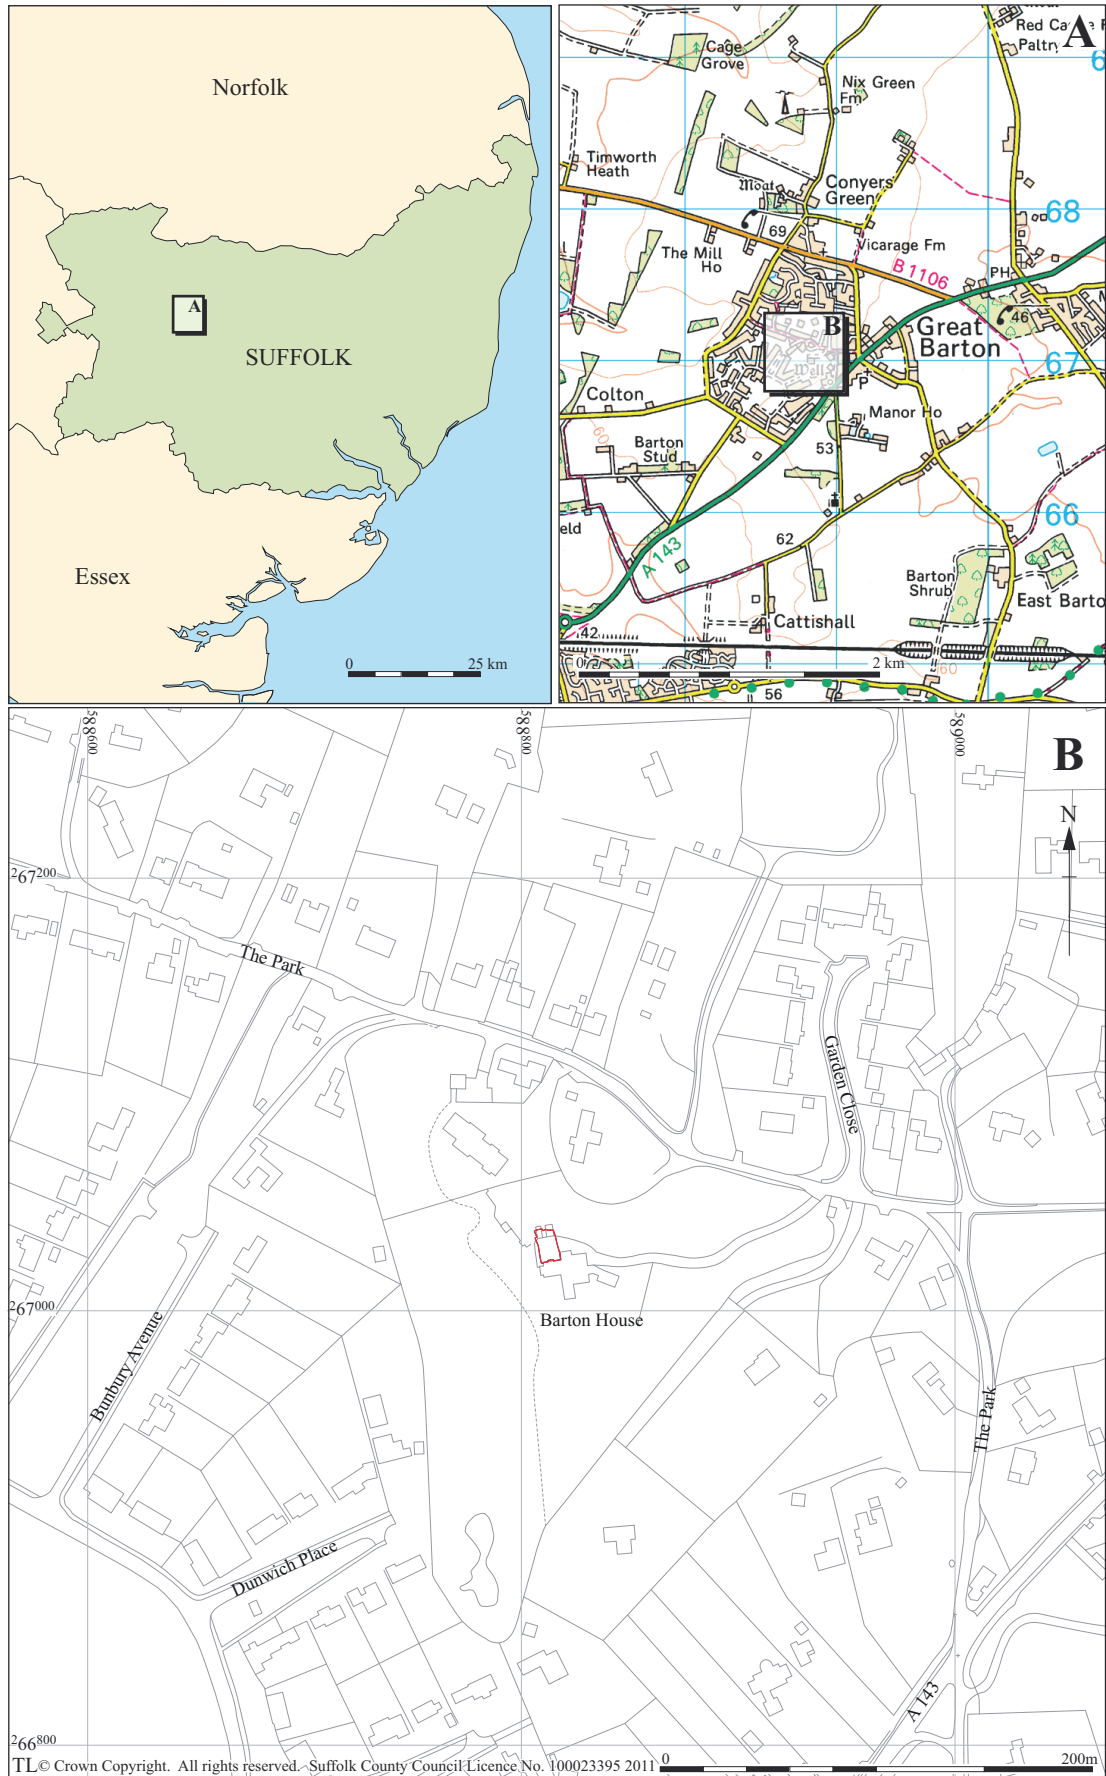 Norfolk
A
SUFFOLK
Essex
0 25 km
A
Cage
Grove
Nix Green
Fm
Timworth
Heath
Moat
Conyers
Green
68
69
The Mill
Ho
Vicarage Fm
B 1106
PH
46
B
Great
Barton
Well
67
P
Colton
Manor Ho
60
Barton
Stud
53
66
eld
62
A 143
Barton
Shrub
East Barto
Cattishall
42
60
0 2 km
56
B
588600
588800
589000
N
267200
The Park
Garden Close
267000
Barton House
Bunbury Avenue
The Park
Dunwich Place
A 143
266800
TL © Crown Copyright. All rights reserved. Suffolk County Council Licence No. 100023395 2011
0 200m